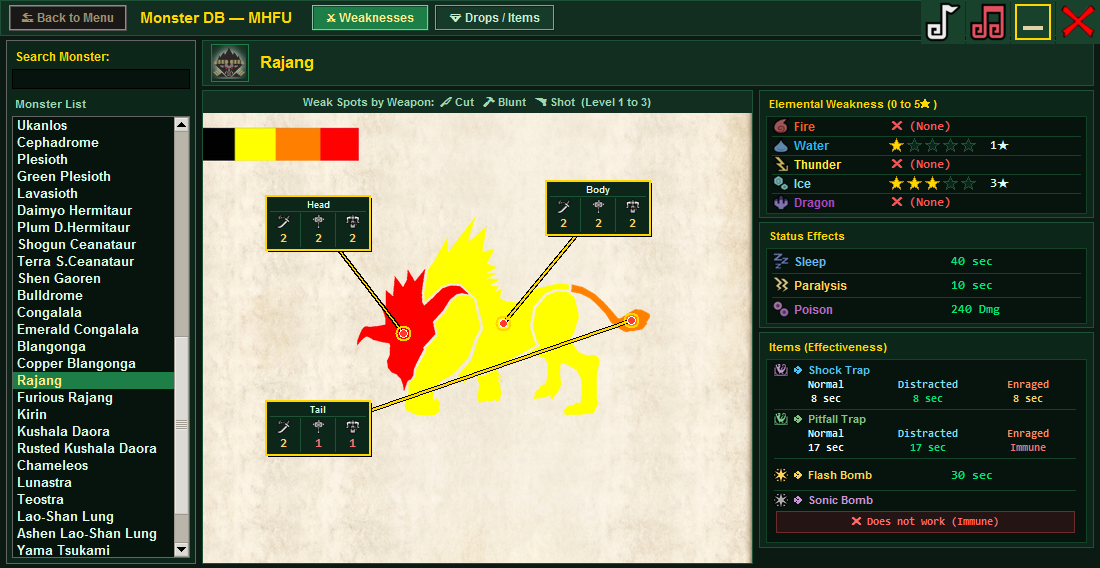 Back to Menu
Monster DB — MHFU
Weaknesses
Drops / Items
Search Monster:
Monster List
Ukanlos
Cephadrome
Plesioth
Green Plesioth
Lavasioth
Daimyo Hermitaur
Plum D.Hermitaur
Shogun Ceanataur
Terra S.Ceanataur
Shen Gaoren
Bulldrome
Congalala
Emerald Congalala
Blangonga
Copper Blangonga
Rajang
Furious Rajang
Kirin
Kushala Daora
Rusted Kushala Daora
Chameleos
Lunastra
Teostra
Lao-Shan Lung
Ashen Lao-Shan Lung
Yama Tsukami
Rajang
Weak Spots by Weapon: Cut Blunt Shot (Level 1 to 3)
Head
2 2 2
Body
2 2 2
Tail
2 1 1
Elemental Weakness (0 to 5★ )
Fire (None)
Water 1★
Thunder (None)
Ice 3★
Dragon (None)
Status Effects
Sleep 40 sec
Paralysis 10 sec
Poison 240 Dmg
Items (Effectiveness)
Shock Trap
Normal Distracted Enraged
8 sec 8 sec 8 sec
Pitfall Trap
Normal Distracted Enraged
17 sec 17 sec Immune
Flash Bomb 30 sec
Sonic Bomb
Does not work (Immune)